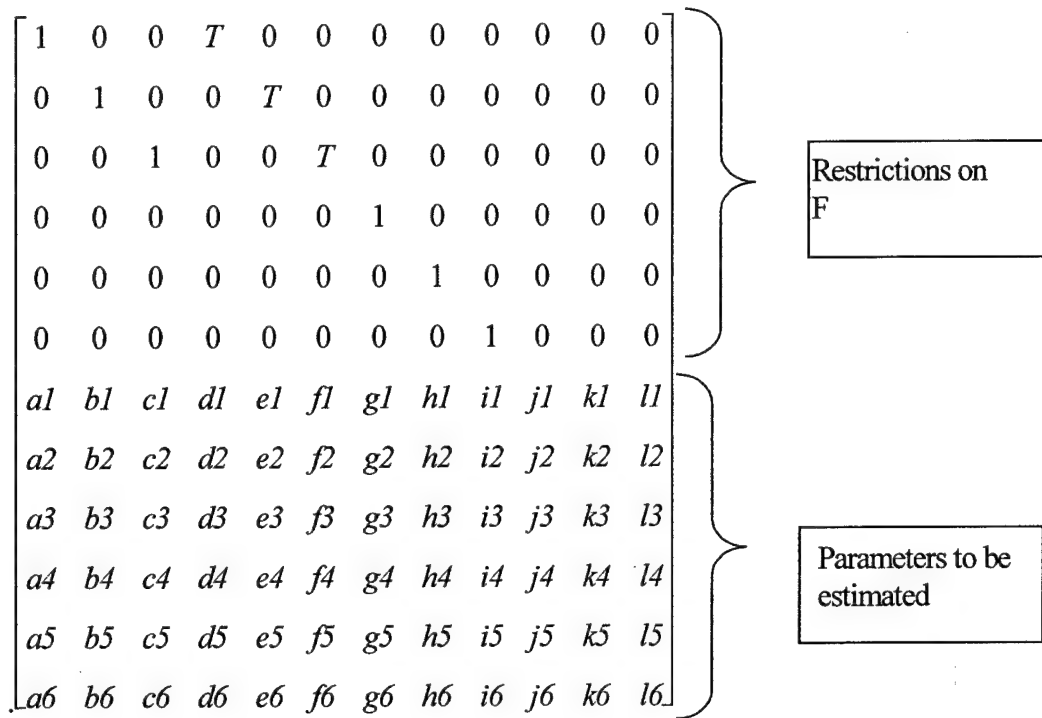 1 0 0 T 0 0 0 0 0 0 0 0
0 1 0 0 T 0 0 0 0 0 0 0
0 0 1 0 0 T 0 0 0 0 0 0
0 0 0 0 0 0 1 0 0 0 0 0
0 0 0 0 0 0 0 1 0 0 0 0
0 0 0 0 0 0 0 0 1 0 0 0
Restrictions on
F
a1 b1 c1 d1 e1 f1 g1 h1 i1 j1 k1 l1
a2 b2 c2 d2 e2 f2 g2 h2 i2 j2 k2 l2
a3 b3 c3 d3 e3 f3 g3 h3 i3 j3 k3 l3
a4 b4 c4 d4 e4 f4 g4 h4 i4 j4 k4 l4
a5 b5 c5 d5 e5 f5 g5 h5 i5 j5 k5 l5
a6 b6 c6 d6 e6 f6 g6 h6 i6 j6 k6 l6
Parameters to be
estimated